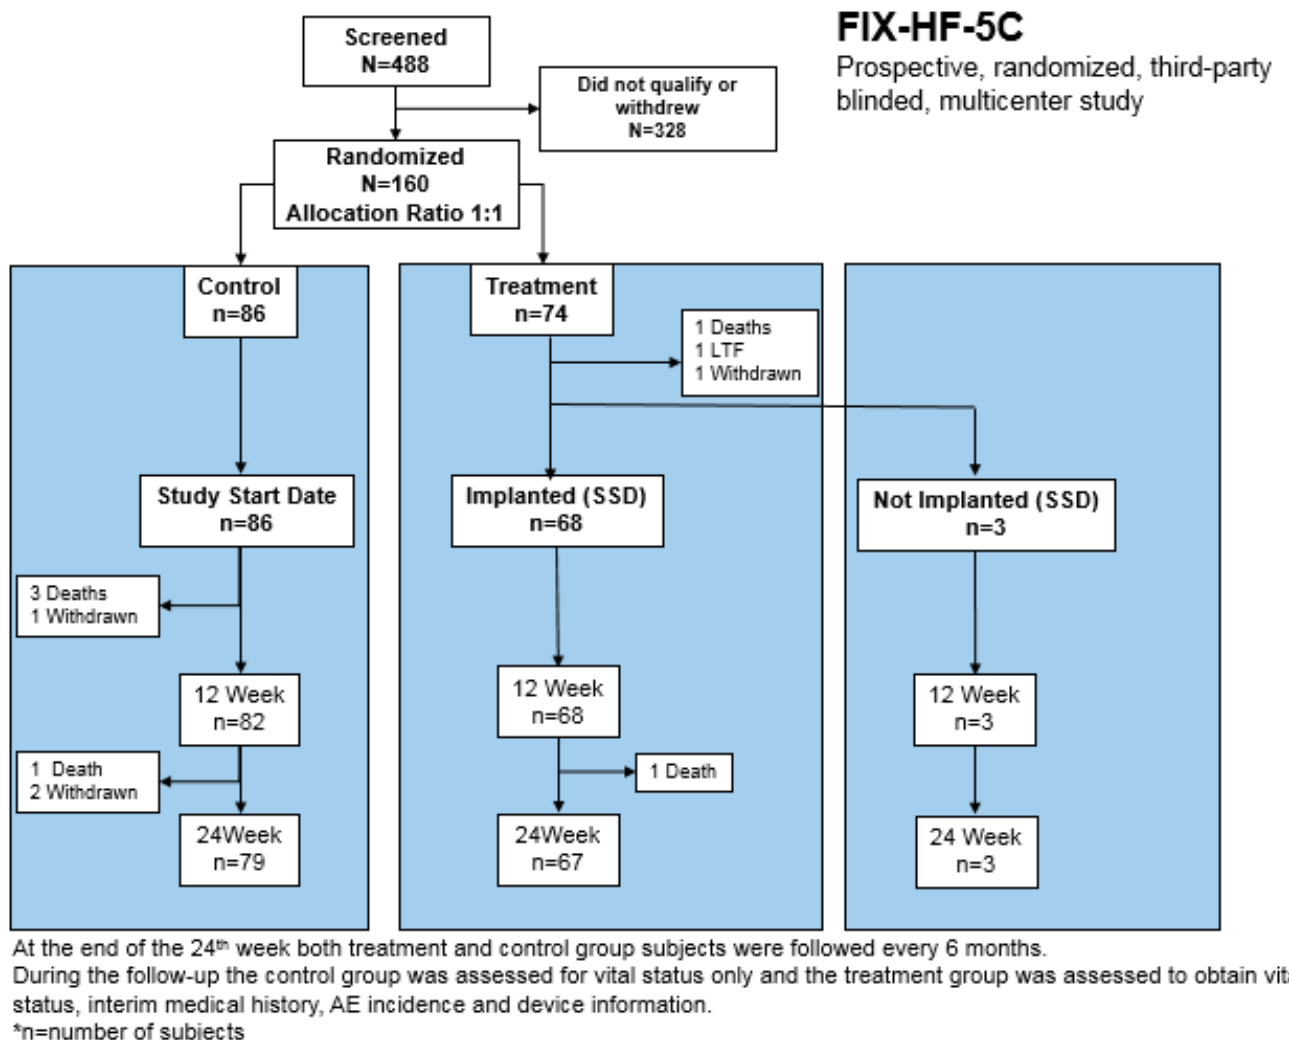 FIX-HF-5C
Prospective, randomized, third-party
blinded, multicenter study
Screened
N=488
Did not qualify or
withdrew
N=328
Randomized
N=160
Allocation Ratio 1:1
Control
n=86
Treatment
n=74
1 Deaths
1 LTF
1 Withdrawn
Study Start Date
n=86
Implanted (SSD)
n=68
Not Implanted (SSD)
n=3
3 Deaths
1 Withdrawn
12 Week
n=82
12 Week
n=68
12 Week
n=3
1 Death
2 Withdrawn
1 Death
24Week
n=79
24Week
n=67
24 Week
n=3
At the end of the 24th week both treatment and control group subjects were followed every 6 months.
During the follow-up the control group was assessed for vital status only and the treatment group was assessed to obtain vit
status, interim medical history, AE incidence and device information.
*n=number of subjects